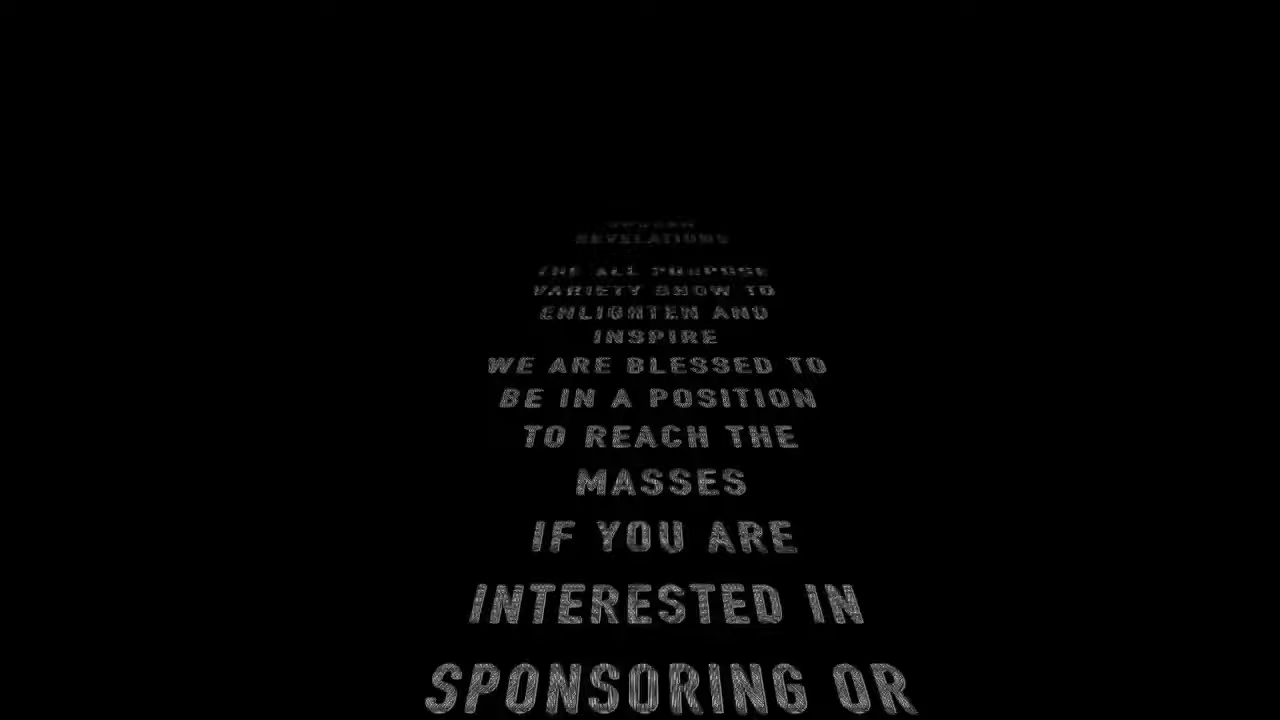 REVELATIONS
THE ALL PURPOSE
VARIETY SHOW TO
ENLIGHTEN AND
INSPIRE
WE ARE BLESSED TO
BE IN A POSITION
TO REACH THE
MASSES
IF YOU ARE
INTERESTED IN
SPONSORING OR